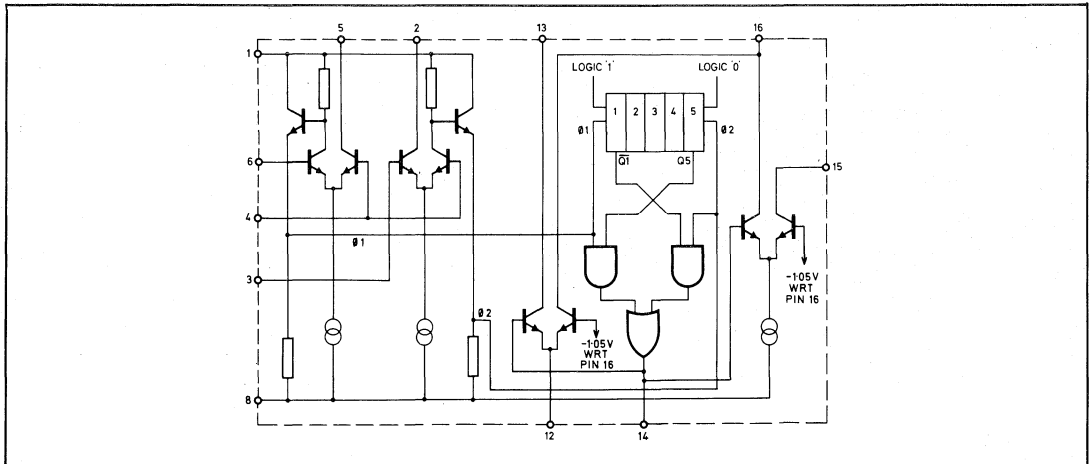 5 2 13 16
1
LOGIC '1' LOGIC '0'
1 2 3 4 5
Ø1 Ø2
Q̅1 Q5
6
15
4
Ø1
3
-1·05V
WRT
PIN 16
Ø2
-1·05V
WRT
PIN 16
8
12 14